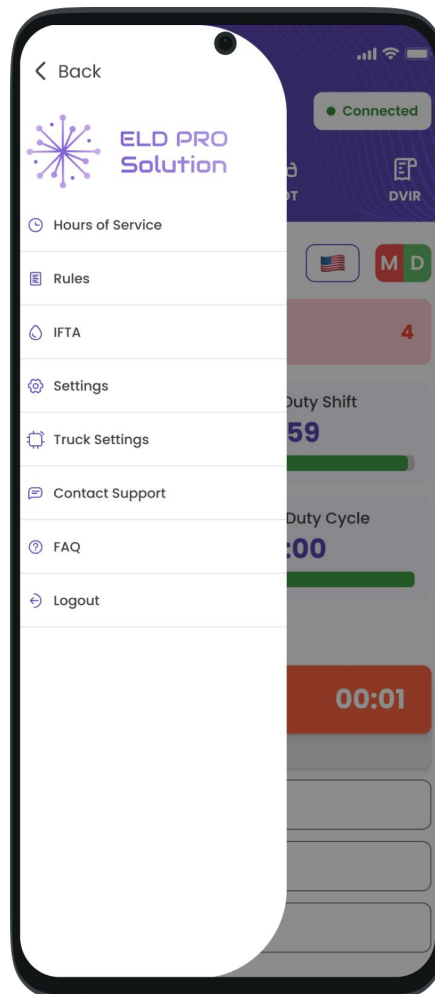 Back
Connected
ELD PRO
Solution
DVIR
Hours of Service
M D
Rules
IFTA
4
Settings
Duty Shift
Truck Settings
59
Contact Support
Duty Cycle
FAQ
:00
Logout
00:01